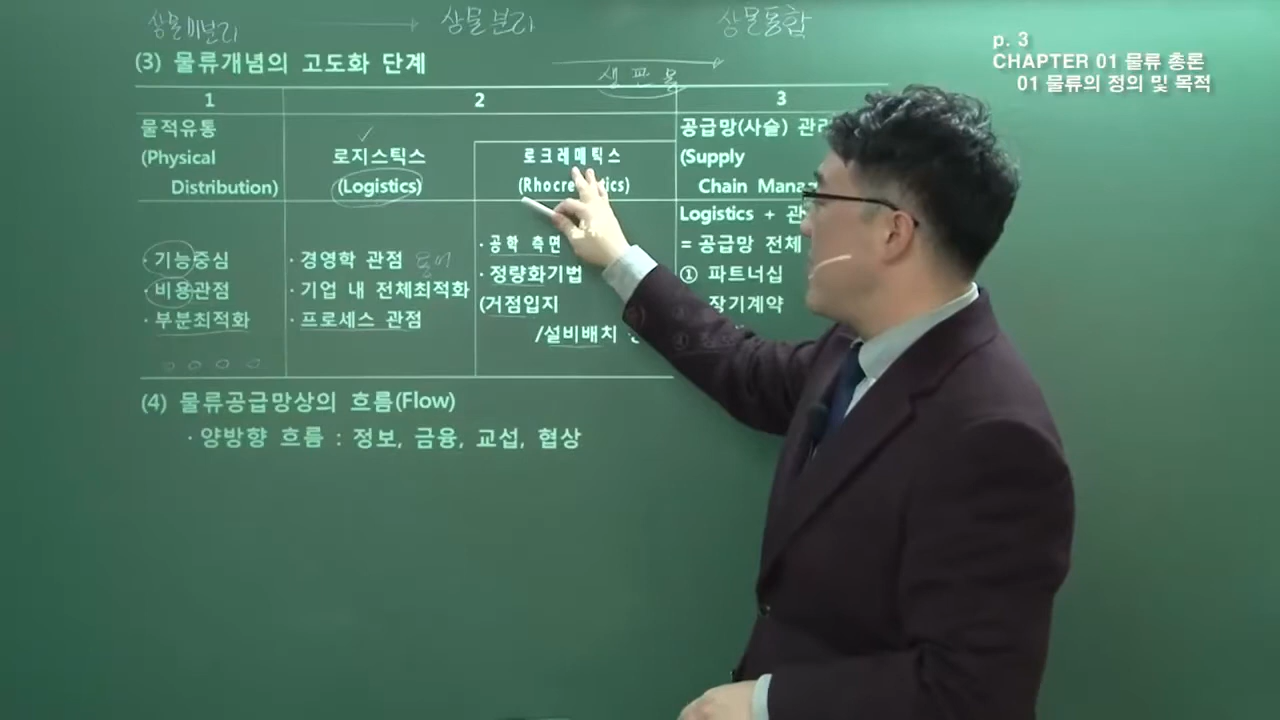 상물미분리
상물분리
상물통합
p. 3
CHAPTER 01 물류 총론
01 물류의 정의 및 목적
(3) 물류개념의 고도화 단계
생 판 물
1
2
3
물적유통
(Physical
Distribution)
로지스틱스
(Logistics)
로크레매틱스
공급망(사슬)
(Supply
Chain
· 기능중심
· 비용관점
· 부분최적화
· 경영학 관점 용어
· 기업 내 전체최적화
· 프로세스 관점
· 공학 측면
· 정량화기법
(거점입지
/설비배치
Logistics +
= 공급망 전체
① 파트너십
장기계약
(4) 물류공급망상의 흐름(Flow)
· 양방향 흐름 : 정보, 금융, 교섭, 협상